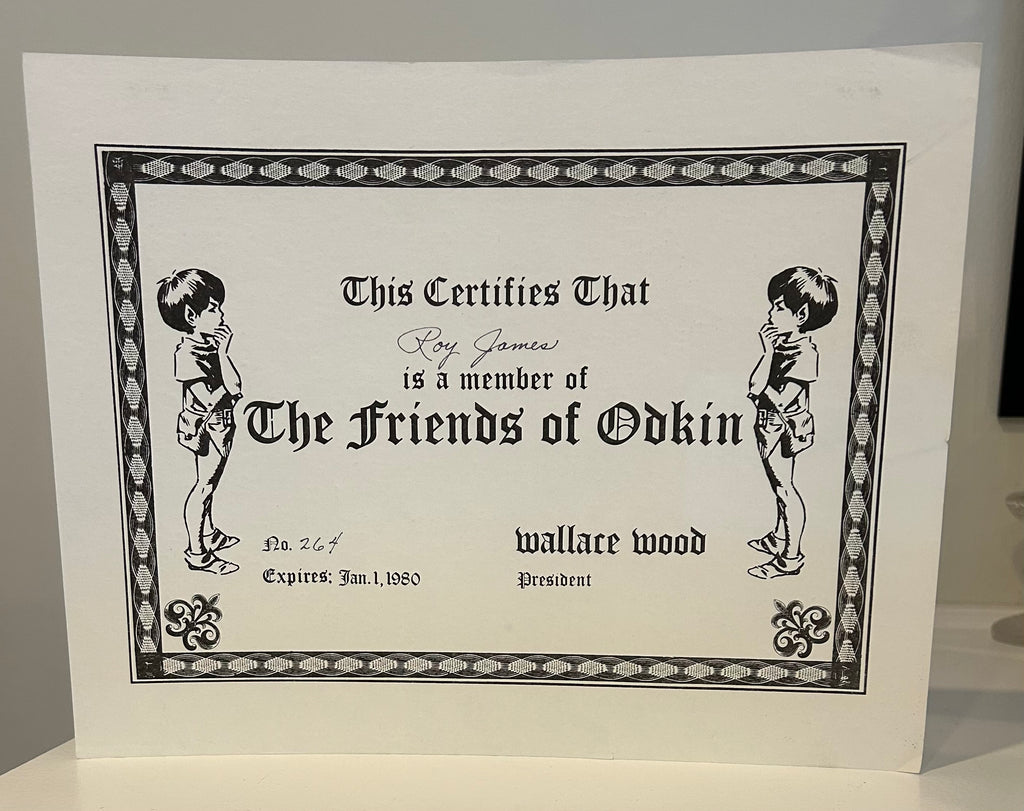 This Certifies That
Roy James
is a member of
The Friends of Odkin
No. 264
wallace wood
Expires: Jan. 1, 1980
President